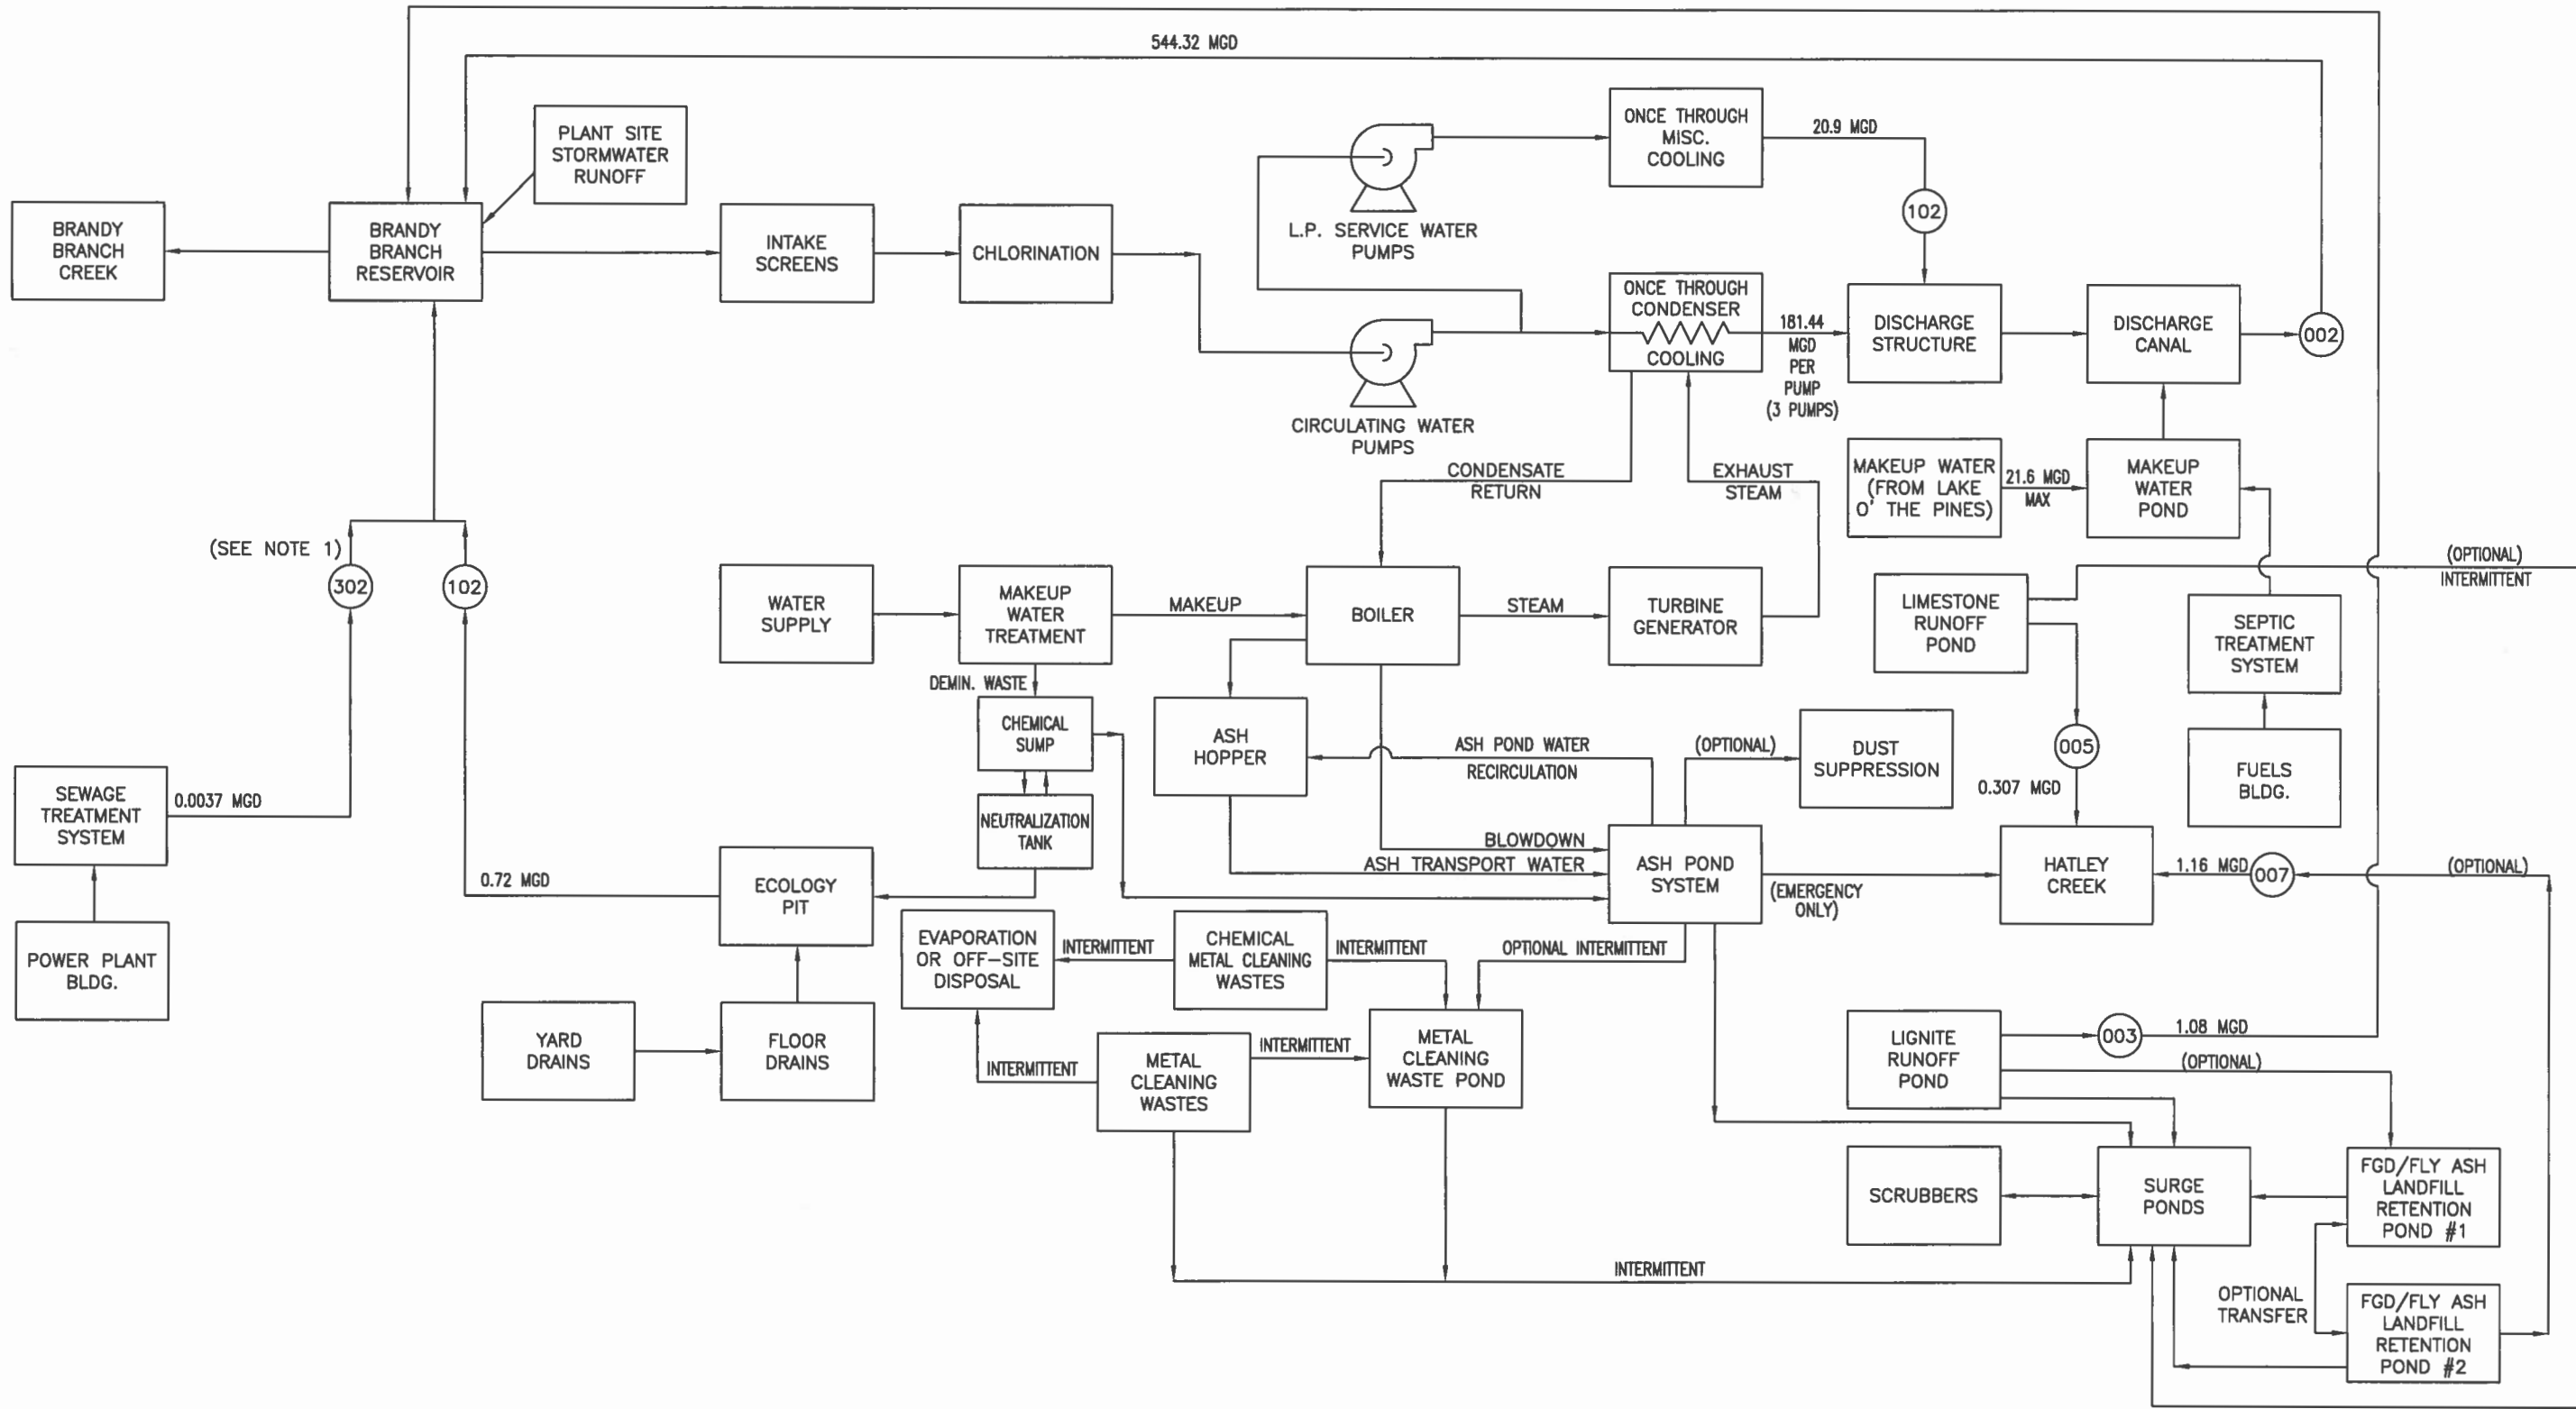 544.32 MGD
PLANT SITE
STORMWATER
RUNOFF
ONCE THROUGH
MISC.
COOLING
20.9 MGD
102
L.P. SERVICE WATER
PUMPS
BRANDY
BRANCH
CREEK
BRANDY
BRANCH
RESERVOIR
INTAKE
SCREENS
CHLORINATION
ONCE THROUGH
CONDENSER
COOLING
181.44
MGD
PER
PUMP
(3 PUMPS)
DISCHARGE
STRUCTURE
DISCHARGE
CANAL
002
CIRCULATING WATER
PUMPS
CONDENSATE
RETURN
EXHAUST
STEAM
MAKEUP WATER
(FROM LAKE
O' THE PINES)
21.6 MGD
MAX
MAKEUP
WATER
POND
(SEE NOTE 1)
302
102
(OPTIONAL)
INTERMITTENT
WATER
SUPPLY
MAKEUP
WATER
TREATMENT
MAKEUP
BOILER
STEAM
TURBINE
GENERATOR
LIMESTONE
RUNOFF
POND
SEPTIC
TREATMENT
SYSTEM
DEMIN. WASTE
CHEMICAL
SUMP
ASH
HOPPER
ASH POND WATER
RECIRCULATION
(OPTIONAL)
DUST
SUPPRESSION
005
0.307 MGD
FUELS
BLDG.
SEWAGE
TREATMENT
SYSTEM
0.0037 MGD
NEUTRALIZATION
TANK
BLOWDOWN
ASH TRANSPORT WATER
ASH POND
SYSTEM
(EMERGENCY
ONLY)
HATLEY
CREEK
1.16 MGD
007
(OPTIONAL)
0.72 MGD
ECOLOGY
PIT
POWER PLANT
BLDG.
EVAPORATION
OR OFF-SITE
DISPOSAL
INTERMITTENT
CHEMICAL
METAL CLEANING
WASTES
INTERMITTENT
OPTIONAL INTERMITTENT
YARD
DRAINS
FLOOR
DRAINS
INTERMITTENT
METAL
CLEANING
WASTES
INTERMITTENT
METAL
CLEANING
WASTE POND
LIGNITE
RUNOFF
POND
003
1.08 MGD
(OPTIONAL)
SCRUBBERS
SURGE
PONDS
FGD/FLY ASH
LANDFILL
RETENTION
POND #1
INTERMITTENT
OPTIONAL
TRANSFER
FGD/FLY ASH
LANDFILL
RETENTION
POND #2